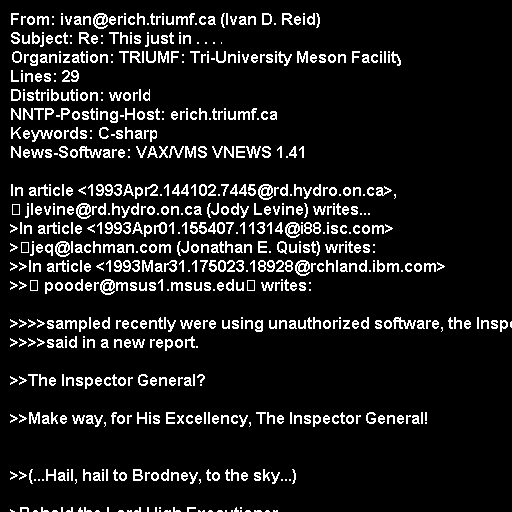 From: ivan@erich.triumf.ca (Ivan D. Reid)
Subject: Re: This just in . . . .
Organization: TRIUMF: Tri-University Meson Facility
Lines: 29
Distribution: world
NNTP-Posting-Host: erich.triumf.ca
Keywords: C-sharp
News-Software: VAX/VMS VNEWS 1.41
In article <1993Apr2.144102.7445@rd.hydro.on.ca>,
jlevine@rd.hydro.on.ca (Jody Levine) writes...
>In article <1993Apr01.155407.11314@i88.isc.com>
>jeq@lachman.com (Jonathan E. Quist) writes:
>>In article <1993Mar31.175023.18928@rchland.ibm.com>
>> pooder@msus1.msus.edu writes:
>>>>sampled recently were using unauthorized software, the Inspe
>>>>said in a new report.
>>The Inspector General?
>>Make way, for His Excellency, The Inspector General!
>>(...Hail, hail to Brodney, to the sky...)
>Behold the Lord High Executioner